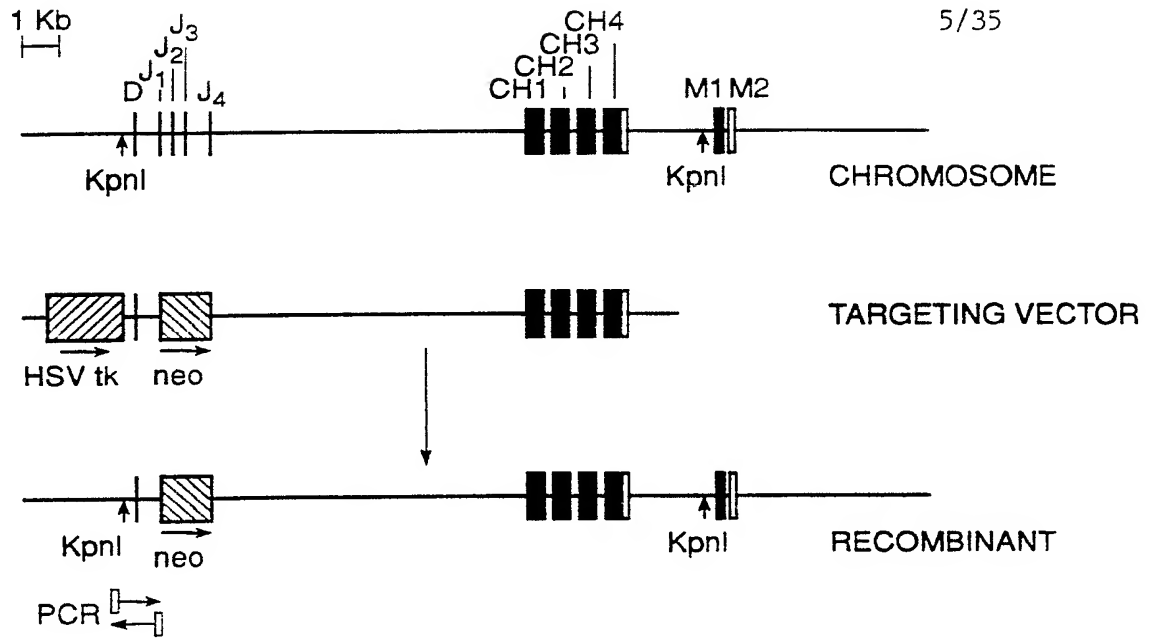 1 Kb
5/35
D J1 J2 J3 J4
CH1 CH2 CH3 CH4
M1 M2
KpnI
KpnI
CHROMOSOME
TARGETING VECTOR
HSV tk
neo
KpnI
neo
KpnI
RECOMBINANT
PCR